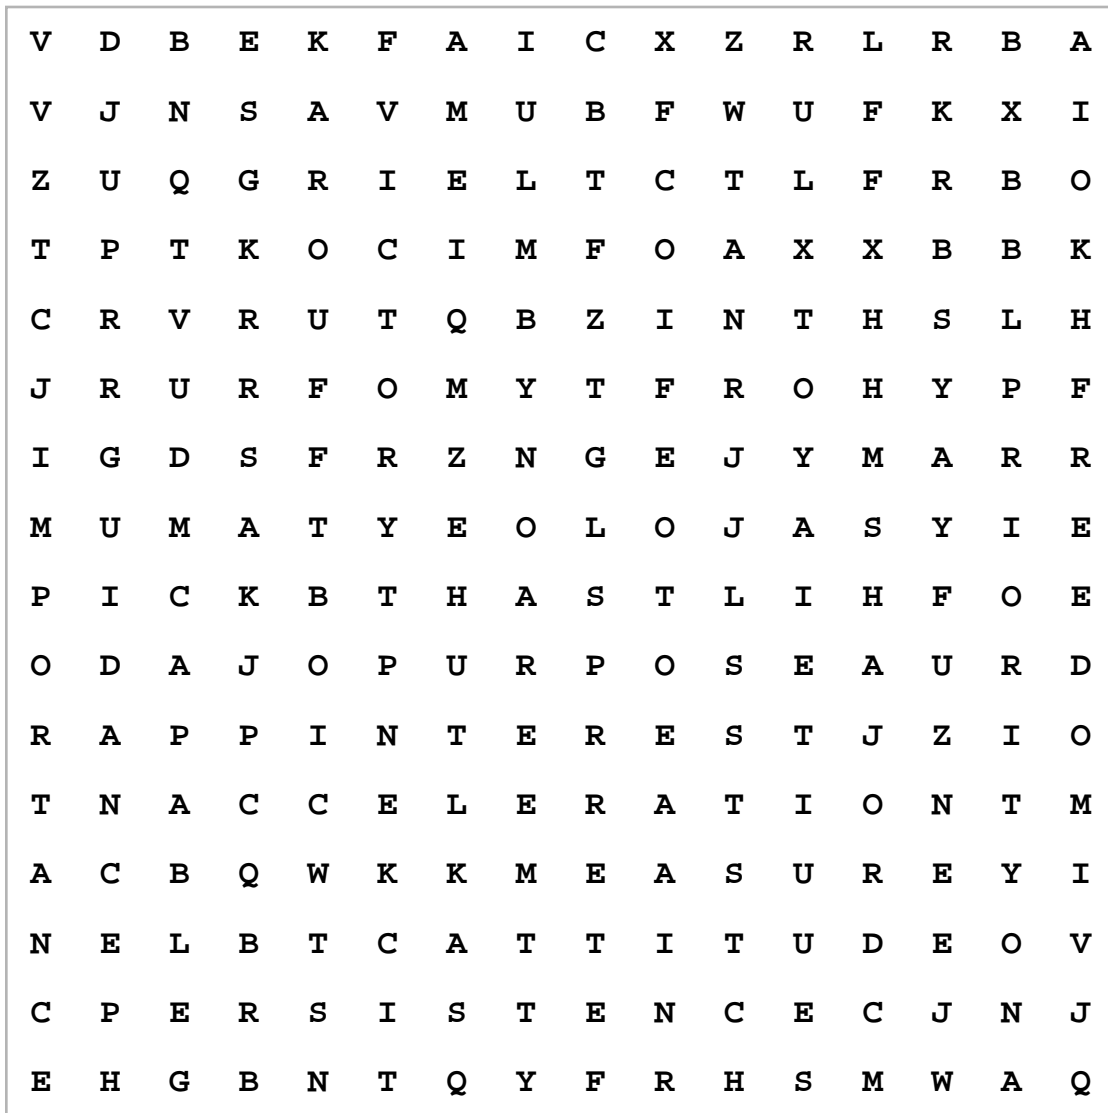 V D B E K F A I C X Z R L R B A
V J N S A V M U B F W U F K X I
Z U Q G R I E L T C T L F R B O
T P T K O C I M F O A X X B B K
C R V R U T Q B Z I N T H S L H
J R U R F O M Y T F R O H Y P F
I G D S F R Z N G E J Y M A R R
M U M A T Y E O L O J A S Y I E
P I C K B T H A S T L I H F O E
O D A J O P U R P O S E A U R D
R A P P I N T E R E S T J Z I O
T N A C C E L E R A T I O N T M
A C B Q W K K M E A S U R E Y I
N E L B T C A T T I T U D E O V
C P E R S I S T E N C E C J N J
E H G B N T Q Y F R H S M W A Q